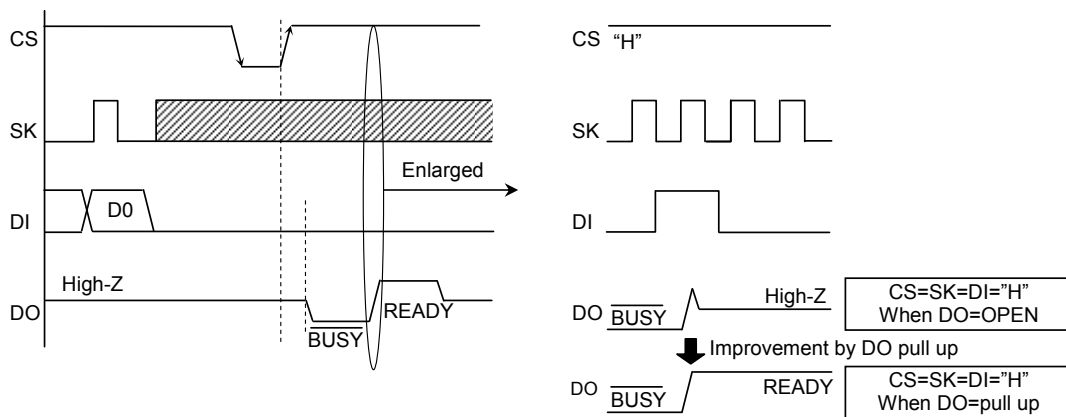 CS
SK
Enlarged
D0
DI
High-Z
READY
DO
BUSY
CS "H"
SK
DI
High-Z
DO BUSY
CS=SK=DI="H"
When DO=OPEN
Improvement by DO pull up
DO BUSY
READY
CS=SK=DI="H"
When DO=pull up